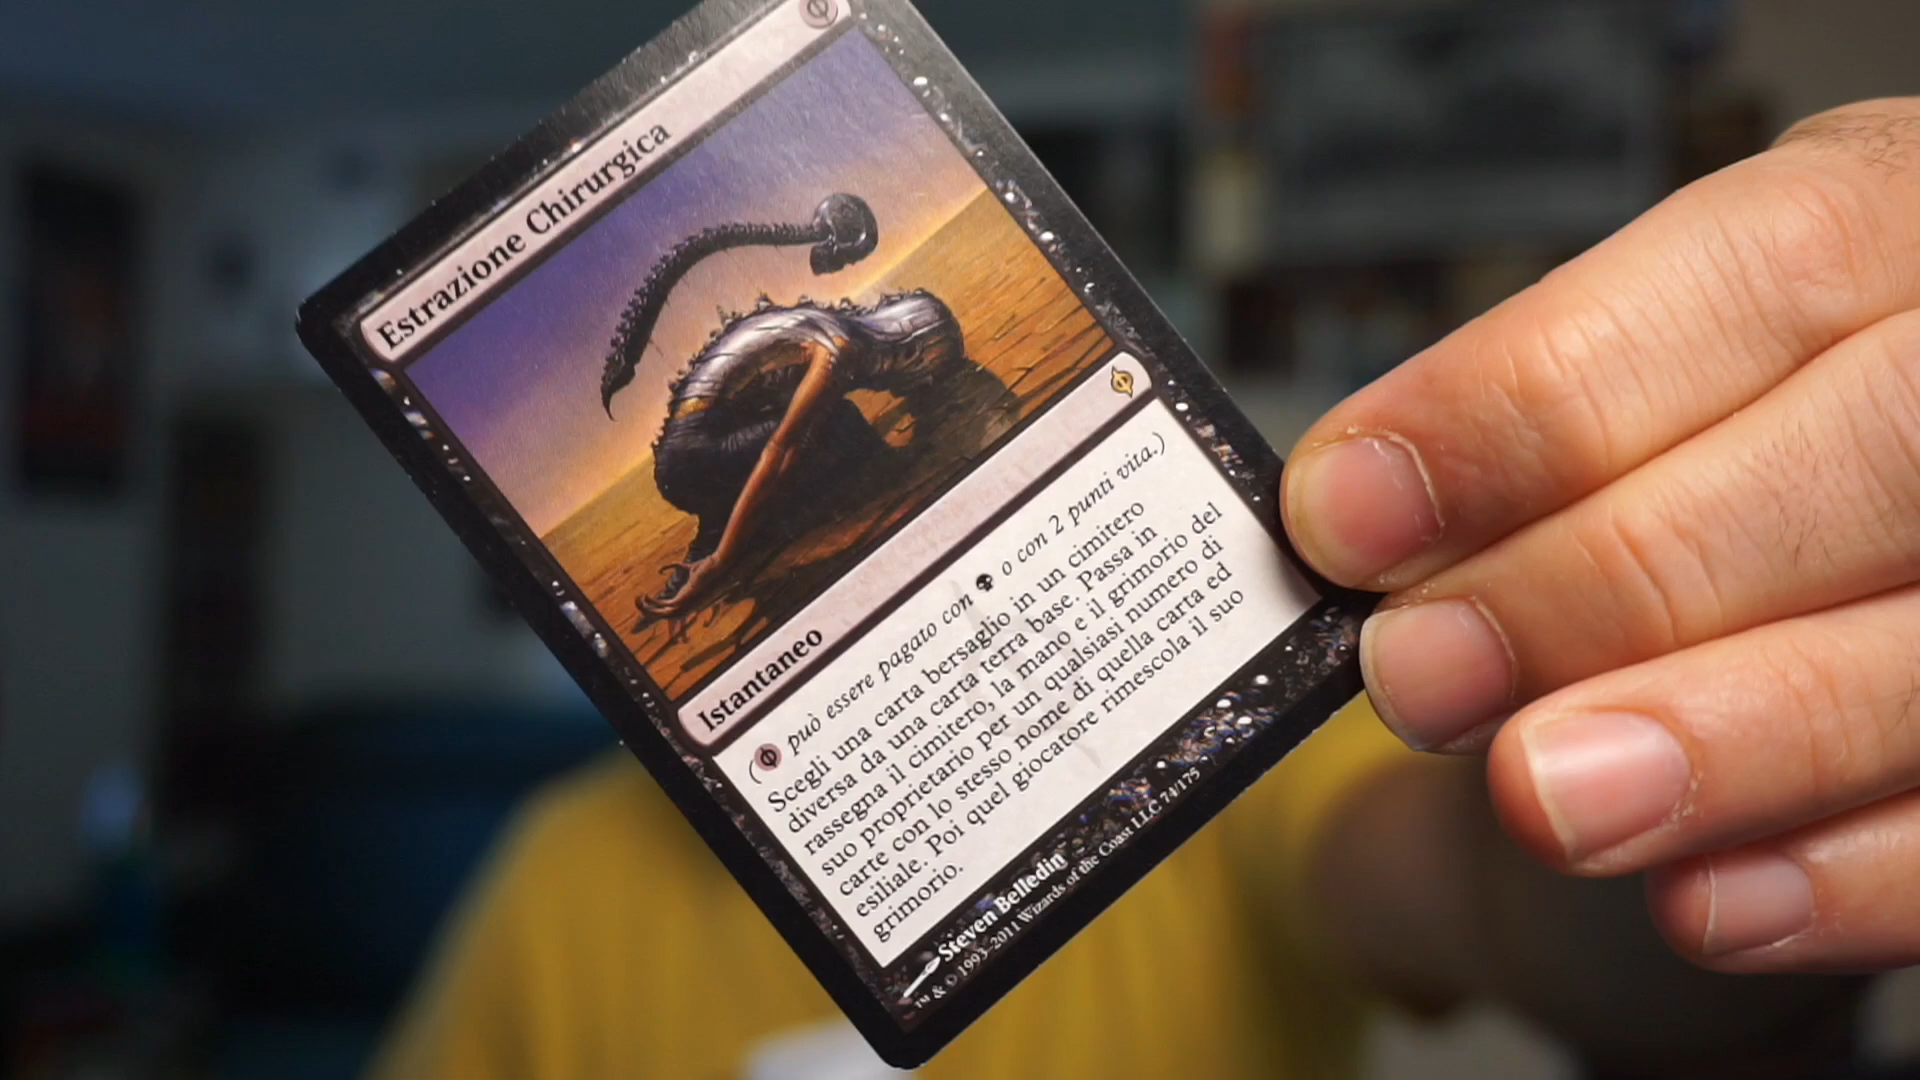 Estrazione Chirurgica
Istantaneo
( può essere pagato con o con 2 punti vita.)
Scegli una carta bersaglio in un cimitero
diversa da una carta terra base. Passa in
rassegna il cimitero, la mano e il grimorio del
suo proprietario per un qualsiasi numero di
carte con lo stesso nome di quella carta ed
esiliale. Poi quel giocatore rimescola il suo
grimorio.
Steven Belledin
™ & © 1993–2011 Wizards of the Coast LLC 74/175